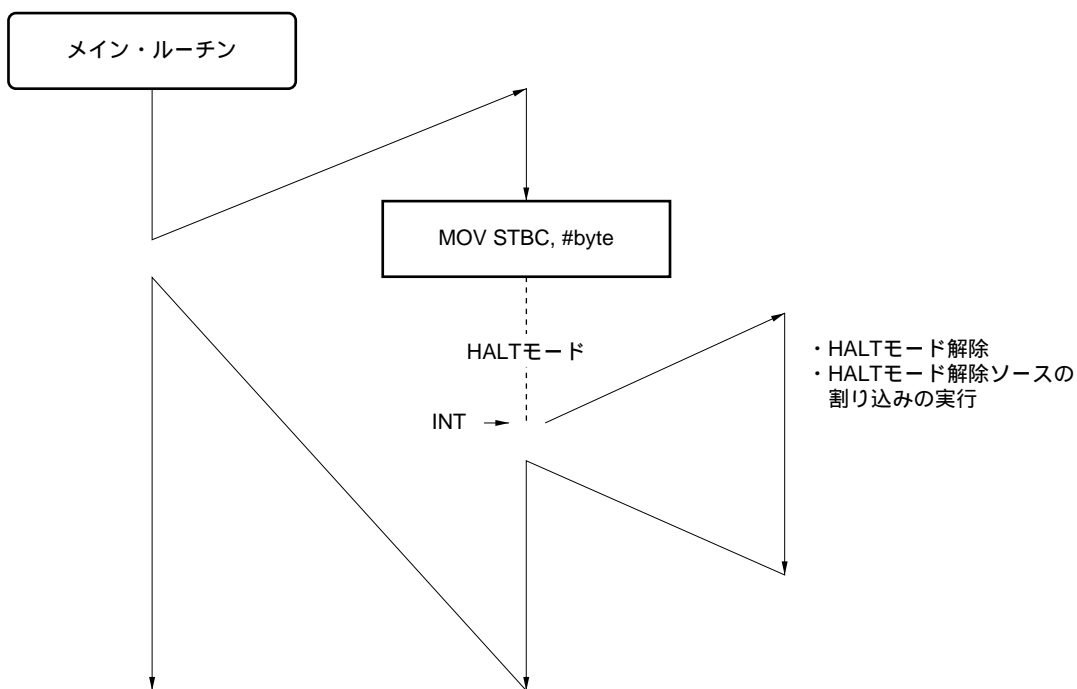 メイン・ルーチン
MOV STBC, #byte
HALTモード
INT
・HALTモード解除
・HALTモード解除ソースの
割り込みの実行